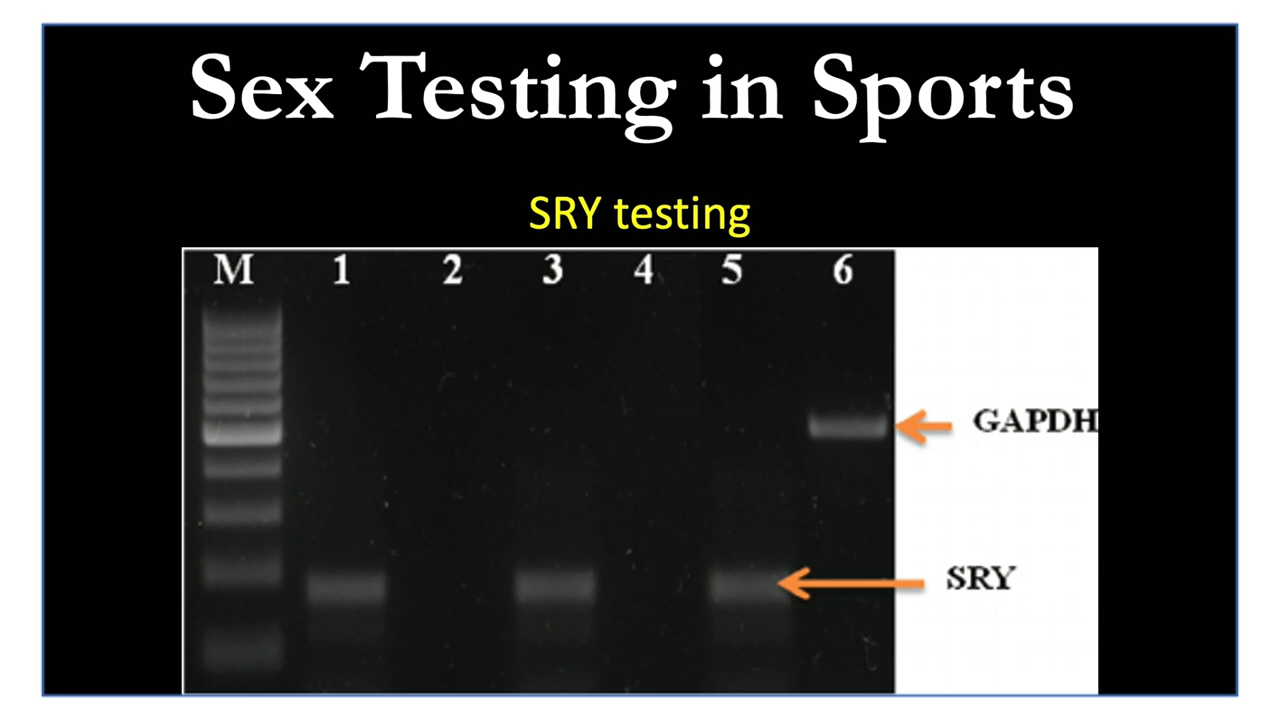 Sex Testing in Sports
SRY testing
M 1 2 3 4 5 6
GAPDH
SRY